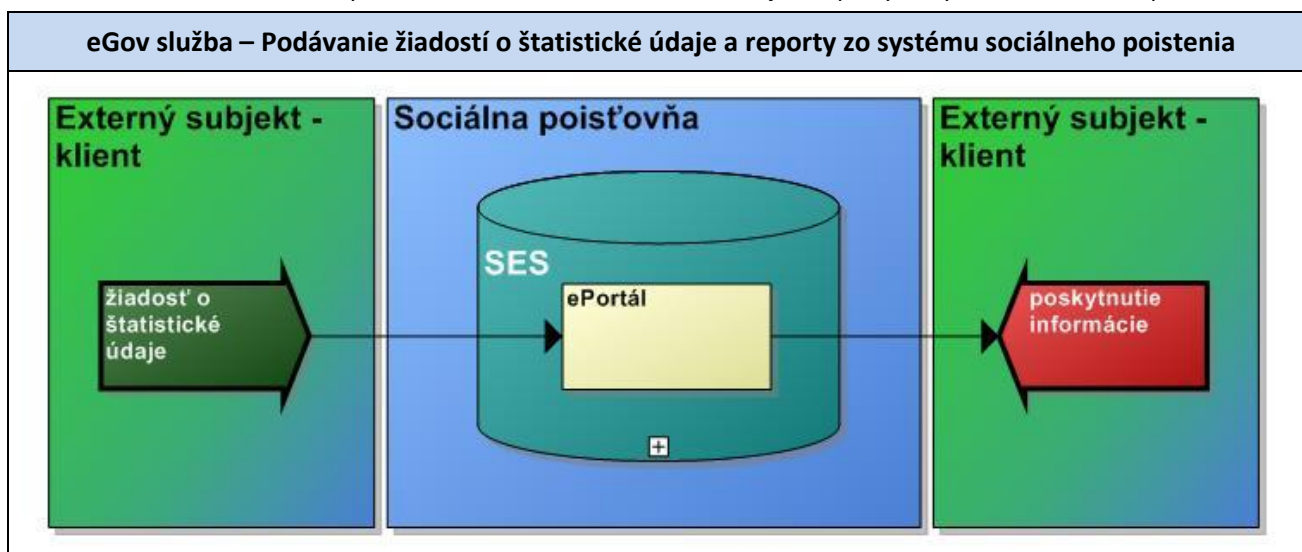 eGov služba – Podávanie žiadostí o štatistické údaje a reporty zo systému sociálneho poistenia
Externý subjekt -
klient
žiadosť o
štatistické
údaje
Sociálna poisťovňa
SES
ePortál
Externý subjekt -
klient
poskytnutie
informácie